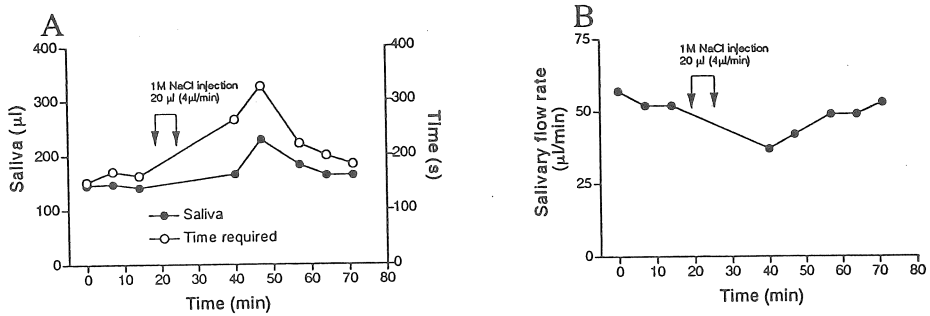 A
400
300
200
100
0
Saliva (µl)
1M NaCl injection
20 µl (4µl/min)
Saliva
Time required
400
300
200
100
0
Time (s)
0 10 20 30 40 50 60 70 80
Time (min)
B
75
50
25
0
Salivary flow rate
(µl/min)
1M NaCl injection
20 µl (4µl/min)
0 10 20 30 40 50 60 70 80
Time (min)